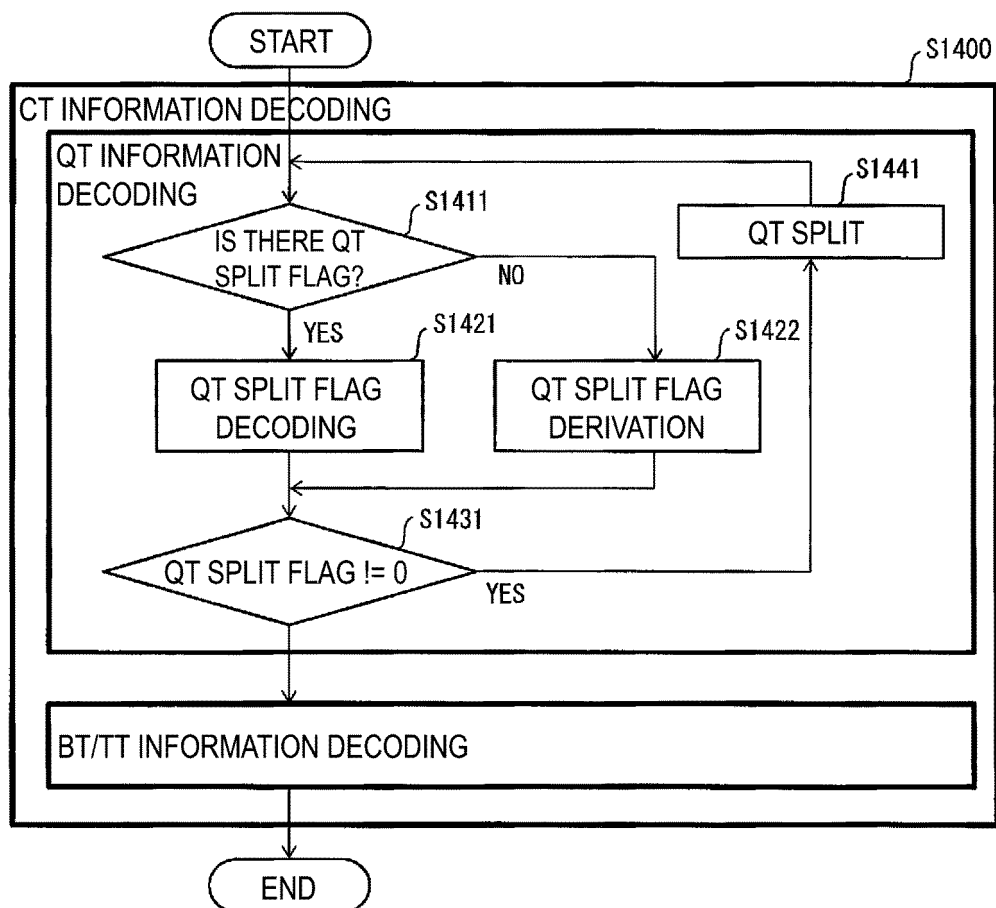 START
S1400
CT INFORMATION DECODING
QT INFORMATION
DECODING
S1441
QT SPLIT
S1411
IS THERE QT
SPLIT FLAG?
NO
YES
S1421
S1422
QT SPLIT FLAG
DECODING
QT SPLIT FLAG
DERIVATION
S1431
QT SPLIT FLAG != 0
YES
BT/TT INFORMATION DECODING
END